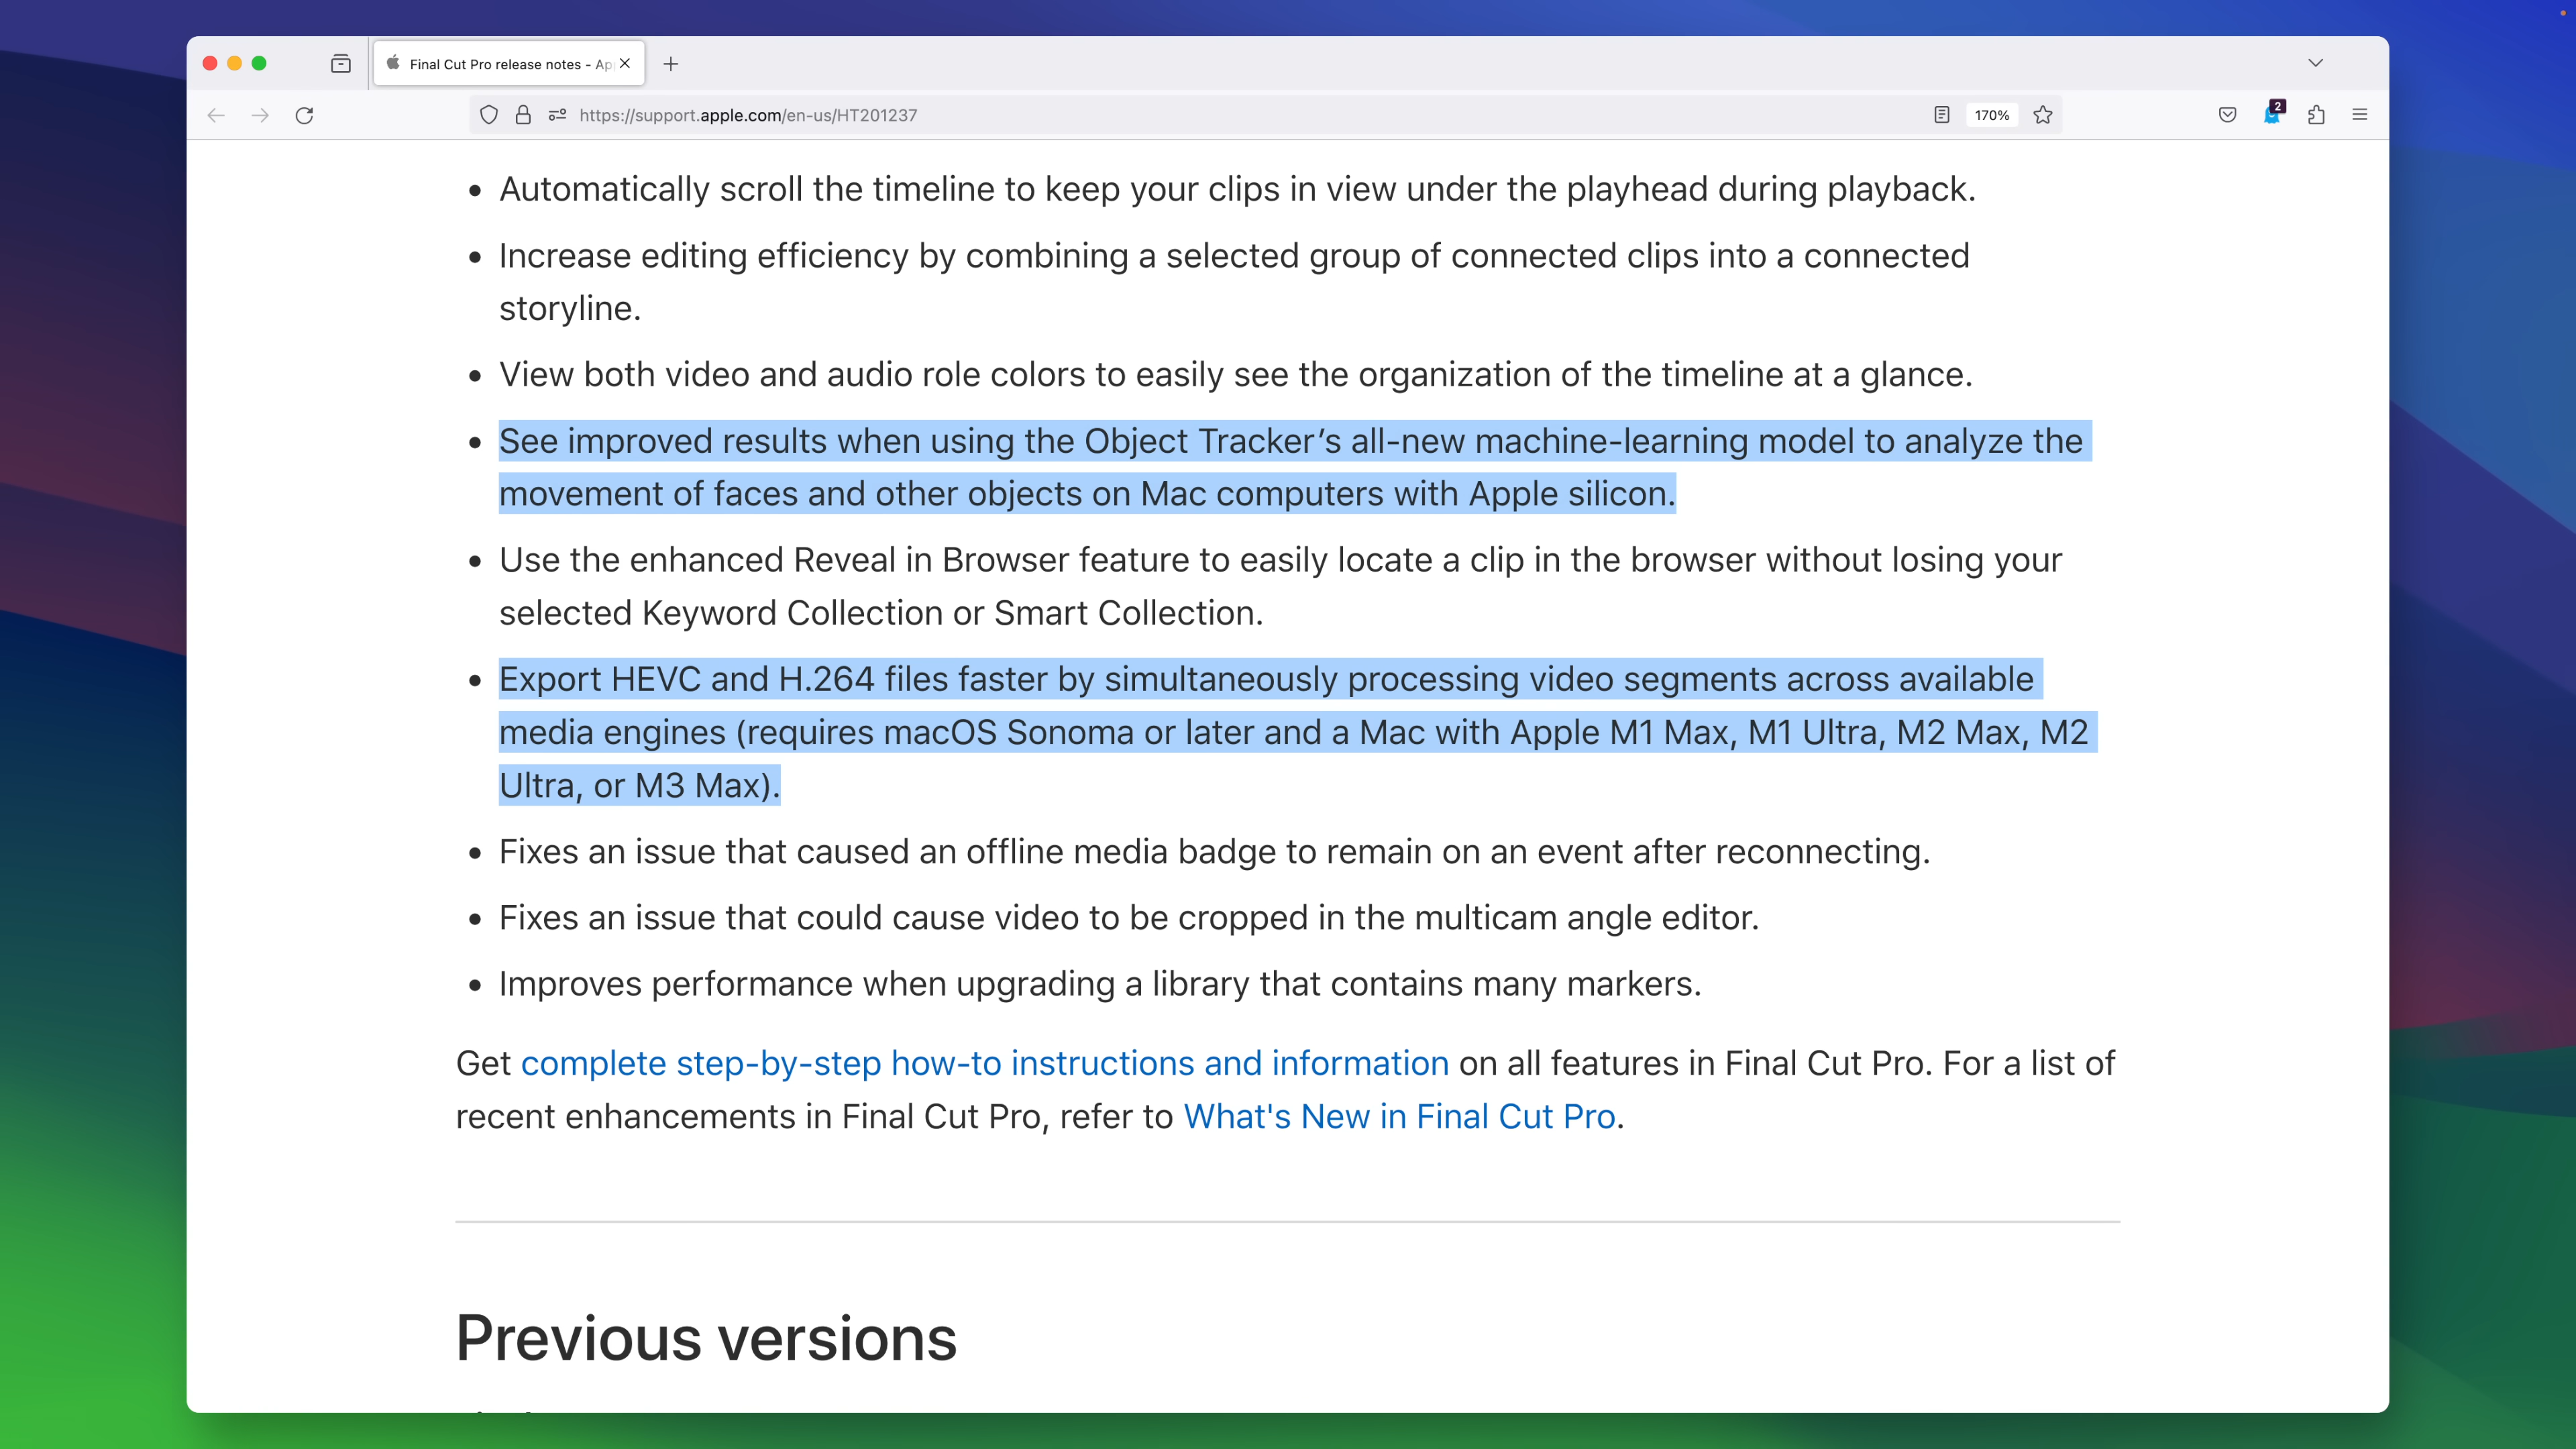 Final Cut Pro release notes - Ap
https://support.apple.com/en-us/HT201237
170%
2
• Automatically scroll the timeline to keep your clips in view under the playhead during playback.
• Increase editing efficiency by combining a selected group of connected clips into a connected
storyline.
• View both video and audio role colors to easily see the organization of the timeline at a glance.
• See improved results when using the Object Tracker’s all-new machine-learning model to analyze the
movement of faces and other objects on Mac computers with Apple silicon.
• Use the enhanced Reveal in Browser feature to easily locate a clip in the browser without losing your
selected Keyword Collection or Smart Collection.
• Export HEVC and H.264 files faster by simultaneously processing video segments across available
media engines (requires macOS Sonoma or later and a Mac with Apple M1 Max, M1 Ultra, M2 Max, M2
Ultra, or M3 Max).
• Fixes an issue that caused an offline media badge to remain on an event after reconnecting.
• Fixes an issue that could cause video to be cropped in the multicam angle editor.
• Improves performance when upgrading a library that contains many markers.
Get complete step-by-step how-to instructions and information on all features in Final Cut Pro. For a list of
recent enhancements in Final Cut Pro, refer to What's New in Final Cut Pro.
Previous versions